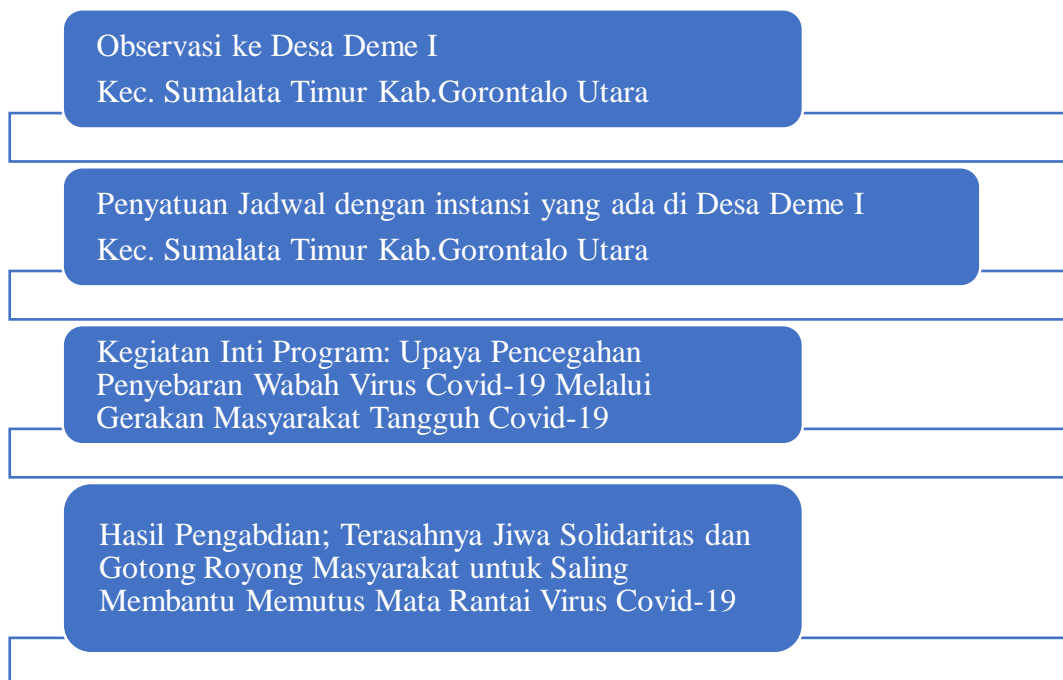 Observasi ke Desa Deme I
Kec. Sumalata Timur Kab.Gorontalo Utara
Penyatuan Jadwal dengan instansi yang ada di Desa Deme I
Kec. Sumalata Timur Kab.Gorontalo Utara
Kegiatan Inti Program: Upaya Pencegahan
Penyebaran Wabah Virus Covid-19 Melalui
Gerakan Masyarakat Tangguh Covid-19
Hasil Pengabdian; Terasahnya Jiwa Solidaritas dan
Gotong Royong Masyarakat untuk Saling
Membantu Memutus Mata Rantai Virus Covid-19